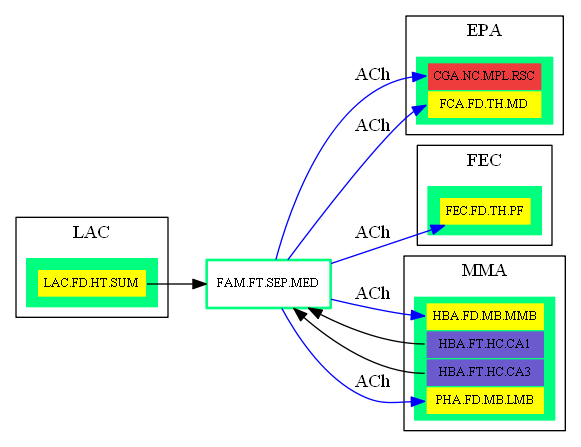 EPA
ACh
CGA.NC.MPL.RSC
FCA.FD.TH.MD
ACh
FEC
FEC.FD.TH.PF
ACh
LAC
LAC.FD.HT.SUM
FAM.FT.SEP.MED
MMA
ACh
HBA.FD.MB.MMB
HBA.FT.HC.CA1
HBA.FT.HC.CA3
ACh
PHA.FD.MB.LMB